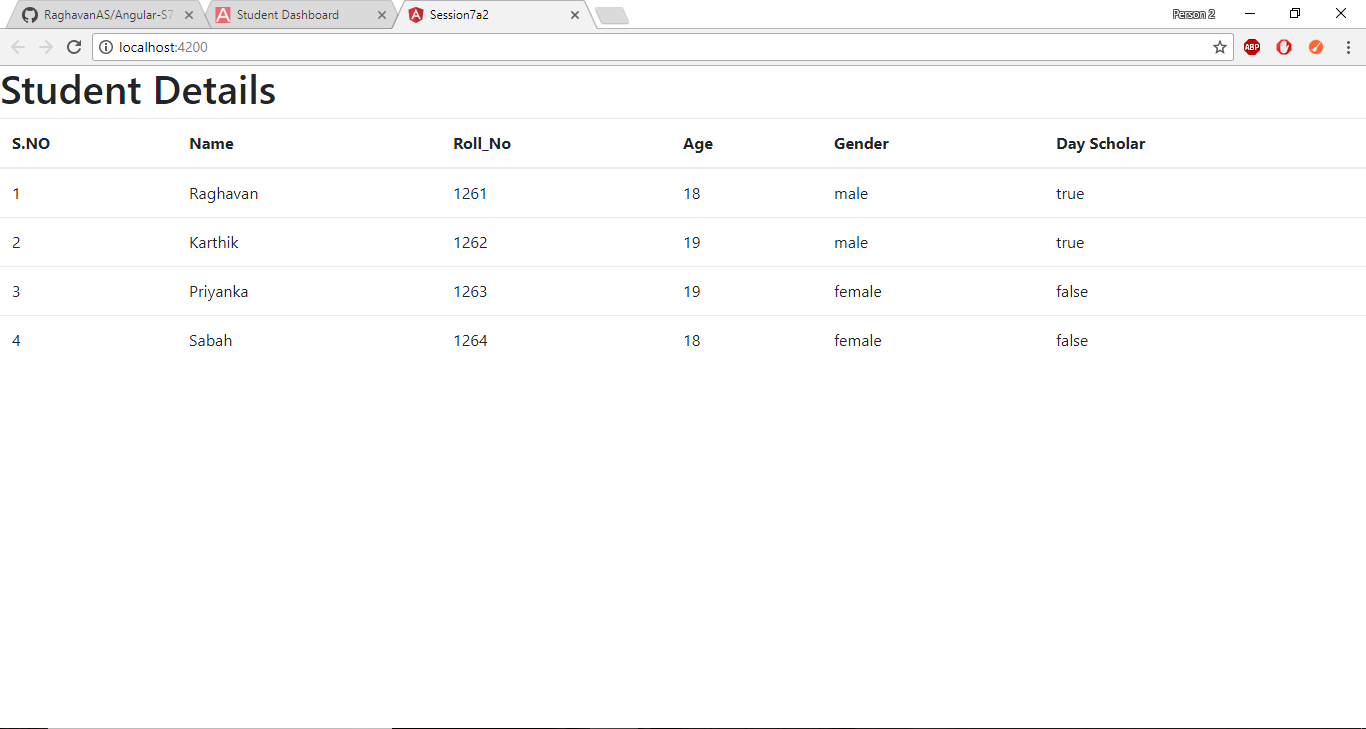 RaghavanAS/Angular-S7 Student Dashboard Session7a2 Person 2
localhost:4200 ABP
Student Details
S.NO Name Roll_No Age Gender Day Scholar
1 Raghavan 1261 18 male true
2 Karthik 1262 19 male true
3 Priyanka 1263 19 female false
4 Sabah 1264 18 female false